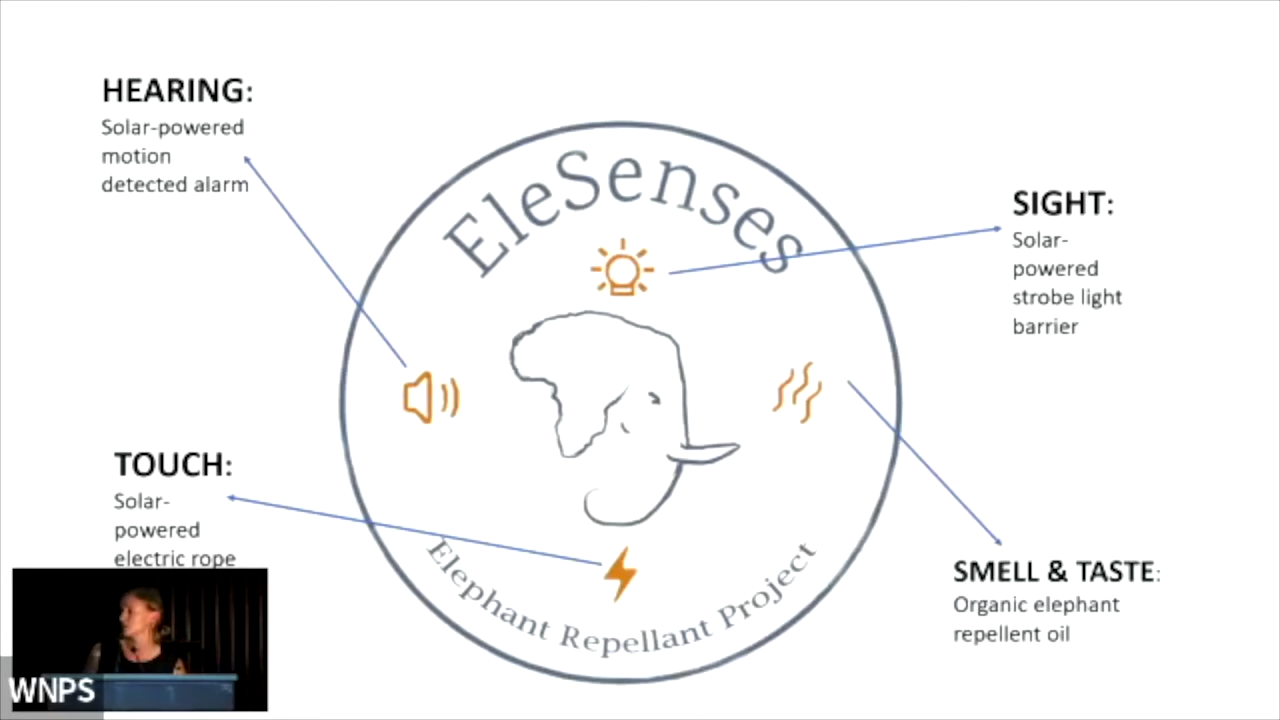 HEARING:
Solar-powered
motion
detected alarm
EleSenses
SIGHT:
Solar-
powered
strobe light
barrier
TOUCH:
Solar-
powered
electric rope
Elephant Repellant Project
SMELL & TASTE:
Organic elephant
repellent oil
WNPS